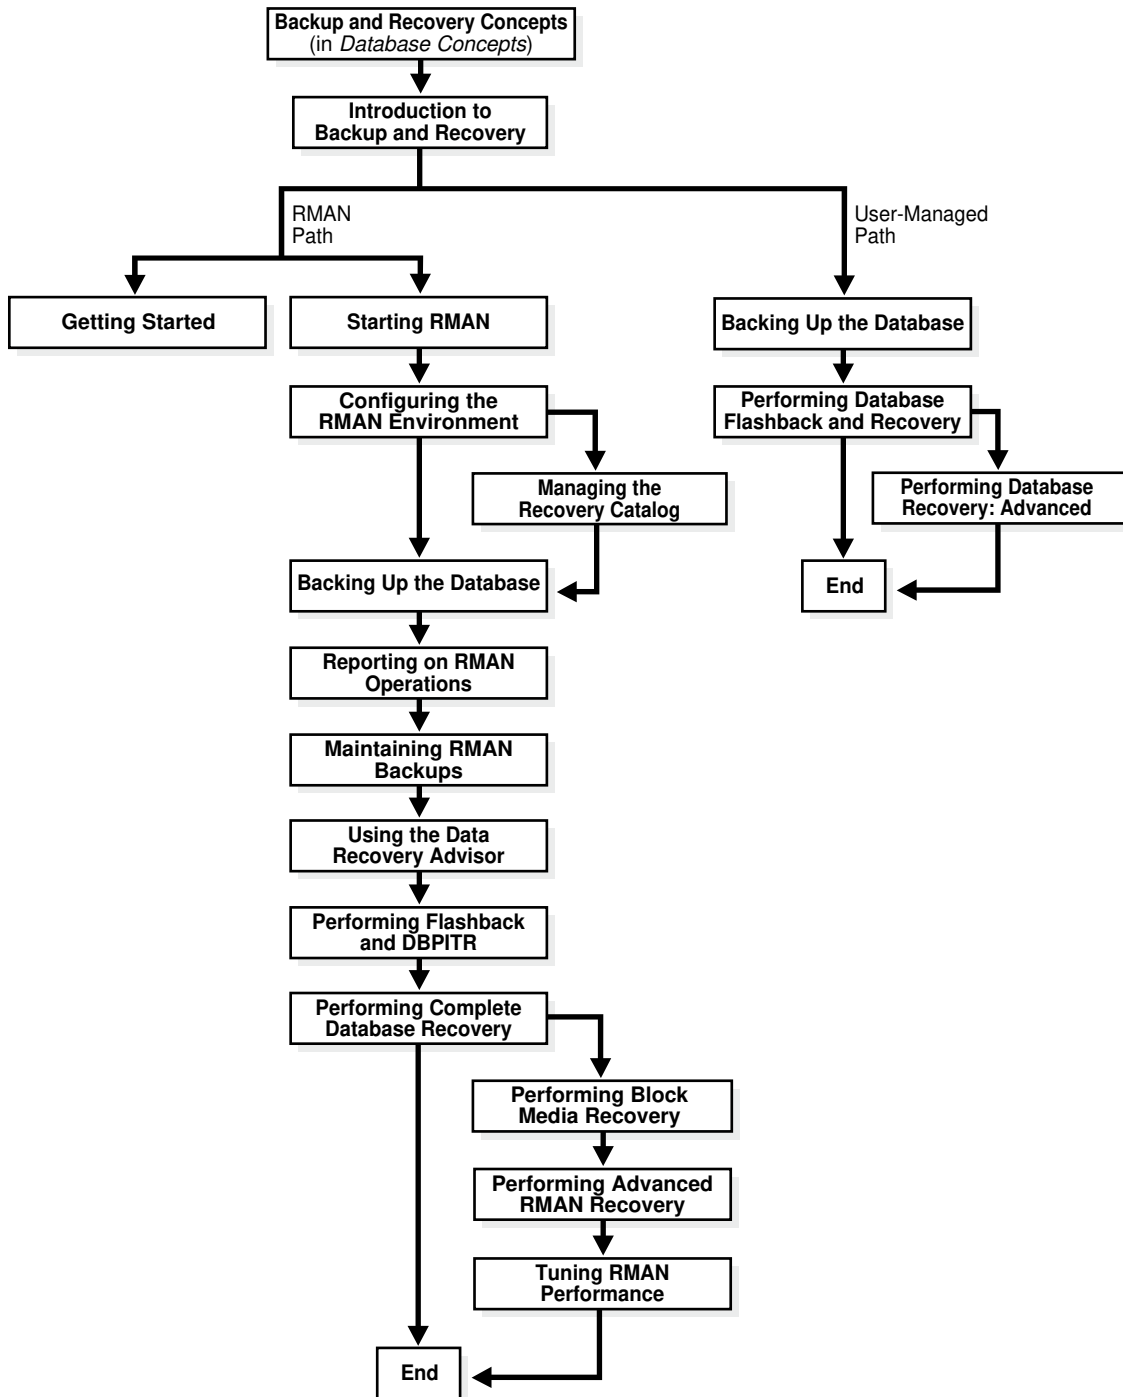 Backup and Recovery Concepts
(in Database Concepts)
Introduction to
Backup and Recovery
RMAN
Path
User-Managed
Path
Getting Started
Starting RMAN
Backing Up the Database
Configuring the
RMAN Environment
Performing Database
Flashback and Recovery
Managing the
Recovery Catalog
Performing Database
Recovery: Advanced
Backing Up the Database
End
Reporting on RMAN
Operations
Maintaining RMAN
Backups
Using the Data
Recovery Advisor
Performing Flashback
and DBPITR
Performing Complete
Database Recovery
Performing Block
Media Recovery
Performing Advanced
RMAN Recovery
Tuning RMAN
Performance
End